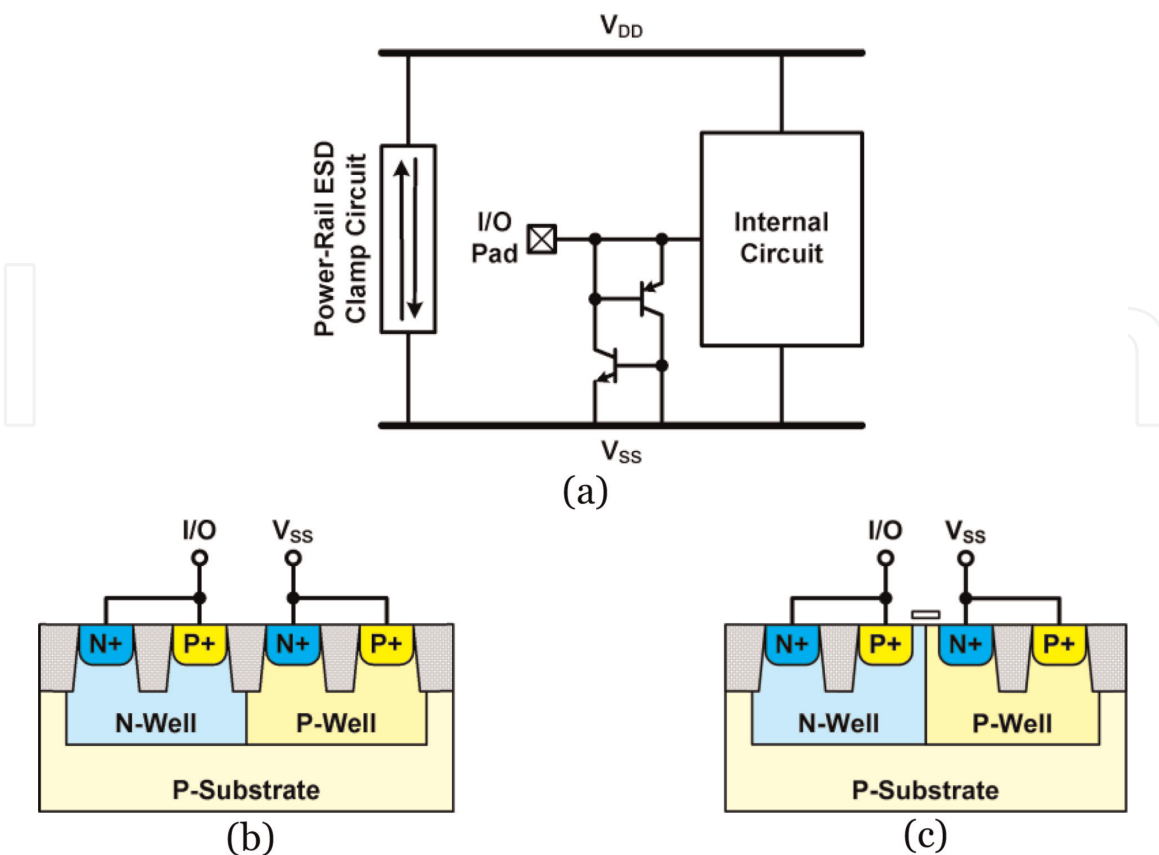 VDD
Power-Rail ESD
Clamp Circuit
I/O
Pad
Internal
Circuit
VSS
(a)
I/O VSS
N+ P+ N+ P+
N-Well P-Well
P-Substrate
(b)
I/O VSS
N+ P+ N+ P+
N-Well P-Well
P-Substrate
(c)